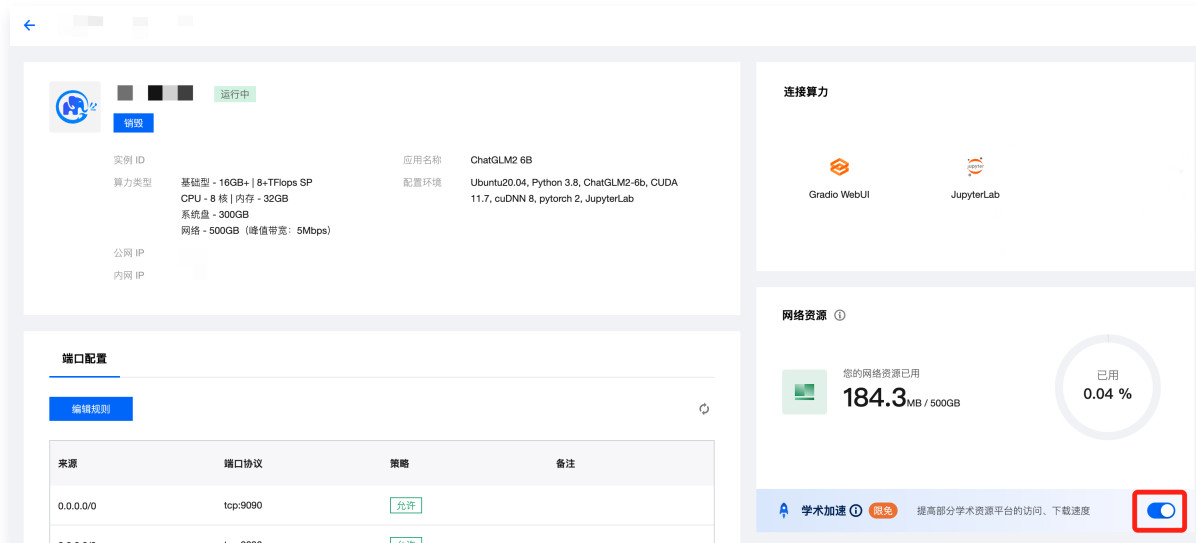 运行中
销毁
实例 ID
应用名称 ChatGLM2 6B
算力类型 基础型 - 16GB+ | 8+TFlops SP
CPU - 8 核 | 内存 - 32GB
系统盘 - 300GB
网络 - 500GB（峰值带宽：5Mbps）
配置环境 Ubuntu20.04, Python 3.8, ChatGLM2-6b, CUDA
11.7, cuDNN 8, pytorch 2, JupyterLab
公网 IP
内网 IP
连接算力
Gradio WebUI
jupyter
JupyterLab
端口配置
编辑规则
来源 端口协议 策略 备注
0.0.0.0/0 tcp:9090 允许
网络资源
您的网络资源已用
184.3MB / 500GB
已用
0.04 %
学术加速 限免 提高部分学术资源平台的访问、下载速度